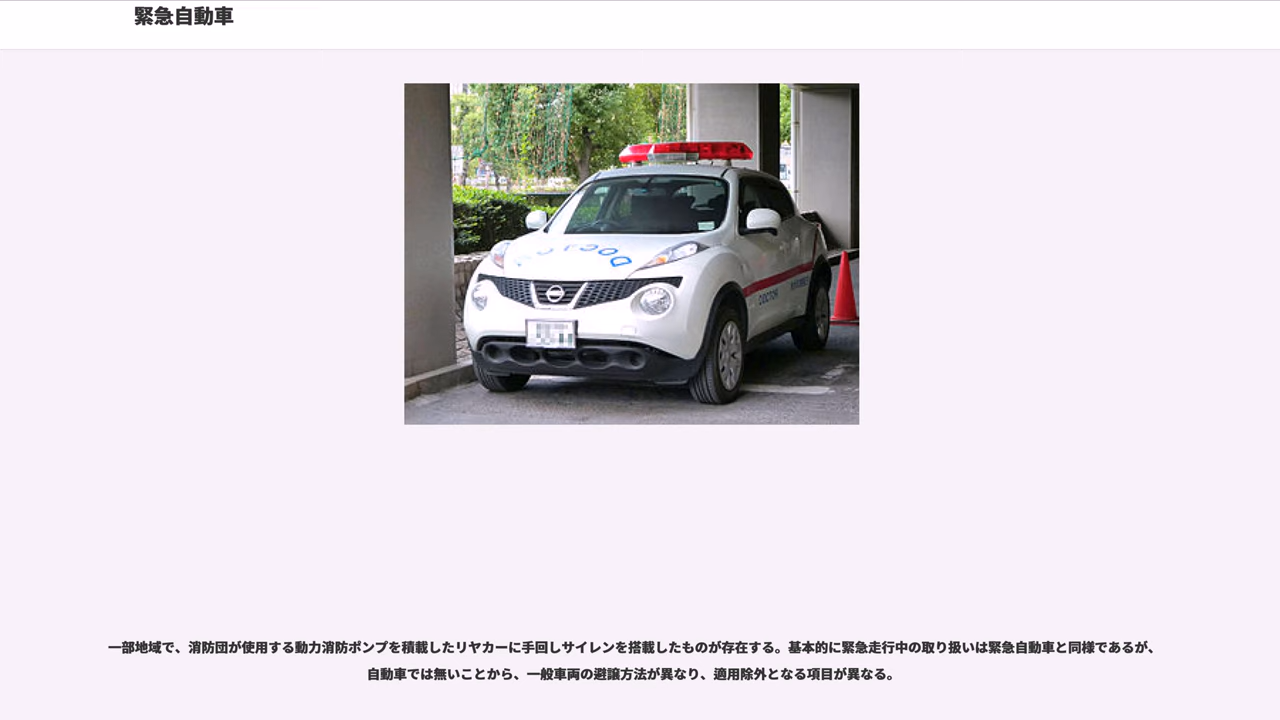 緊急自動車
DOCTOR
一部地域で、消防団が使用する動力消防ポンプを積載したリヤカーに手回しサイレンを搭載したものが存在する。基本的に緊急走行中の取り扱いは緊急自動車と同様であるが、
自動車では無いことから、一般車両の避譲方法が異なり、適用除外となる項目が異なる。